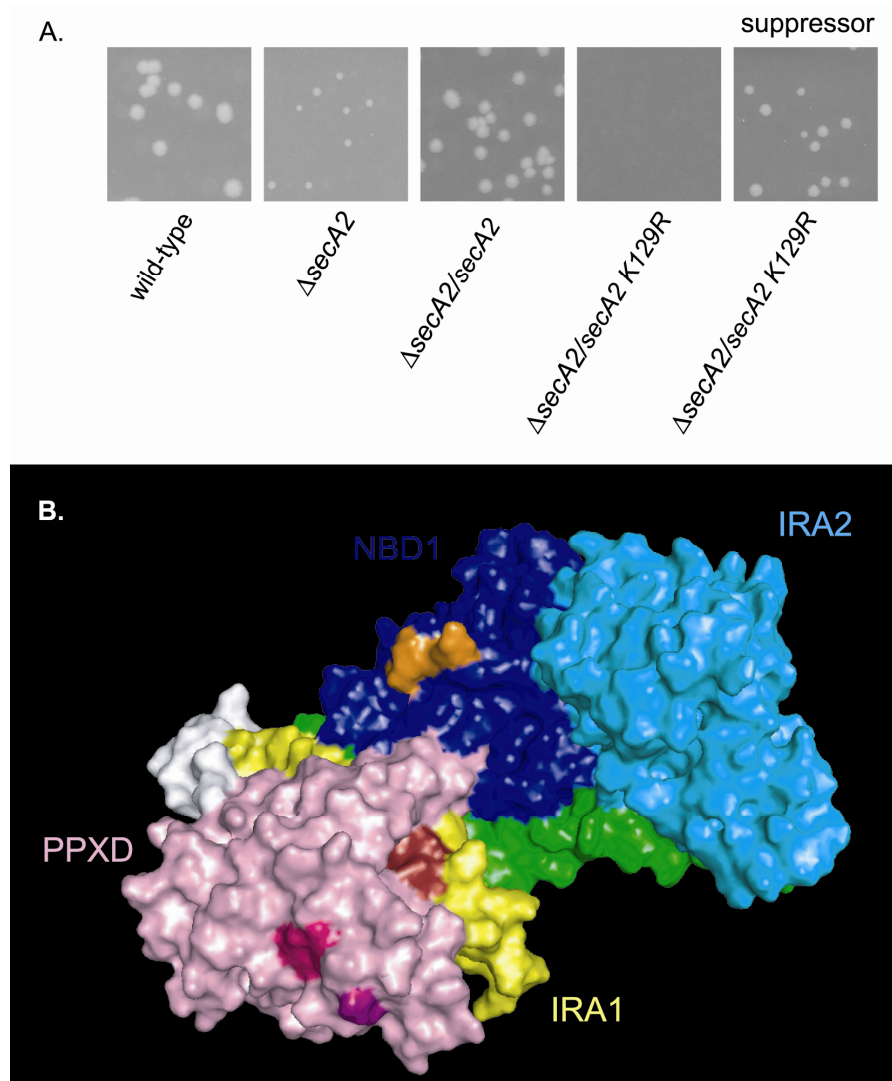 A.
suppressor
wild-type
ΔsecA2
ΔsecA2/secA2
ΔsecA2/secA2 K129R
ΔsecA2/secA2 K129R
B.
NBD1
IRA2
PPXD
IRA1